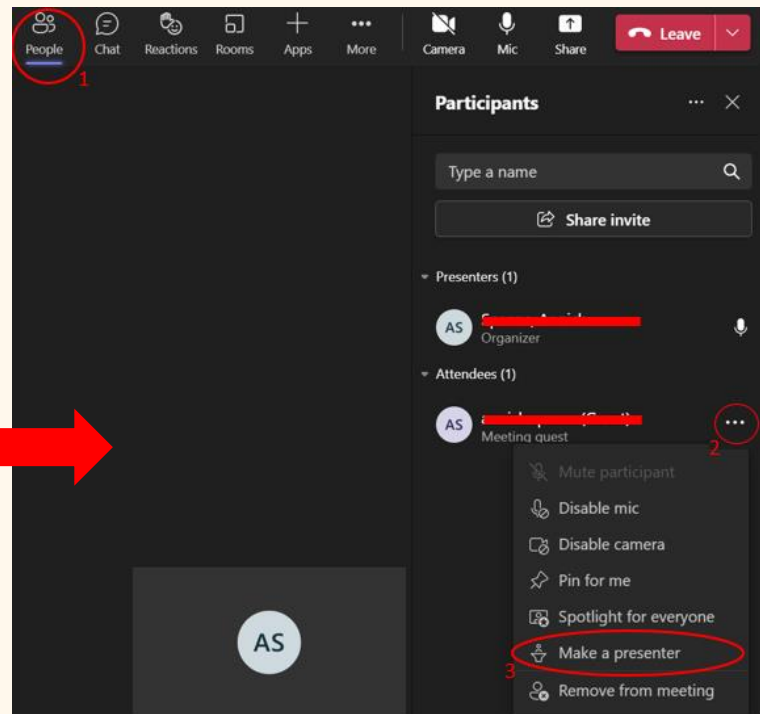 People Chat Reactions Rooms Apps More Camera Mic Share Leave
1
Participants
Type a name
Share invite
Presenters (1)
AS
Organizer
Attendees (1)
AS
Meeting guest
2
Mute participant
Disable mic
Disable camera
Pin for me
Spotlight for everyone
AS
3 Make a presenter
Remove from meeting